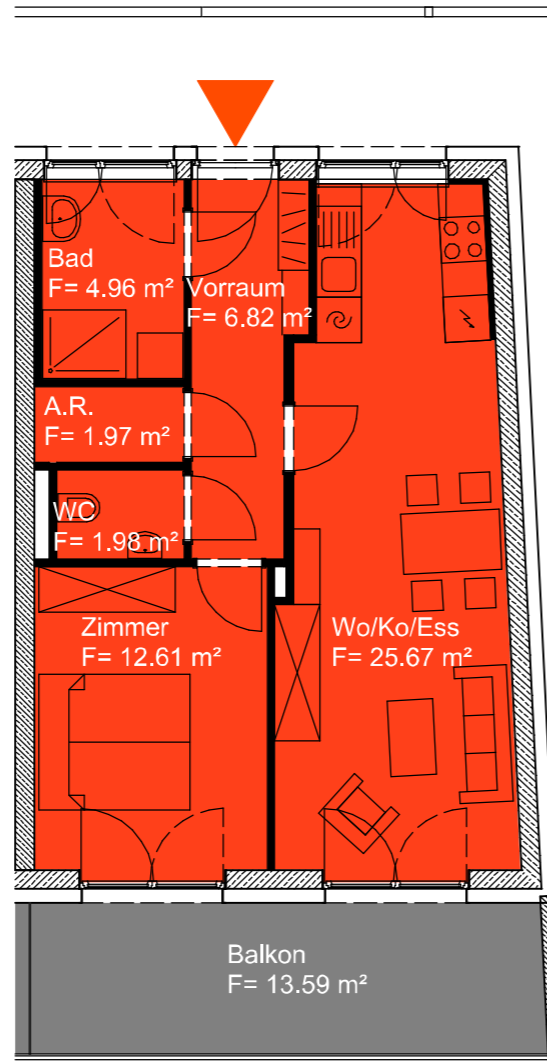 Bad
F= 4.96 m²
Vorraum
F= 6.82 m²
A.R.
F= 1.97 m²
WC
F= 1.98 m²
Zimmer
F= 12.61 m²
Wo/Ko/Ess
F= 25.67 m²
Balkon
F= 13.59 m²